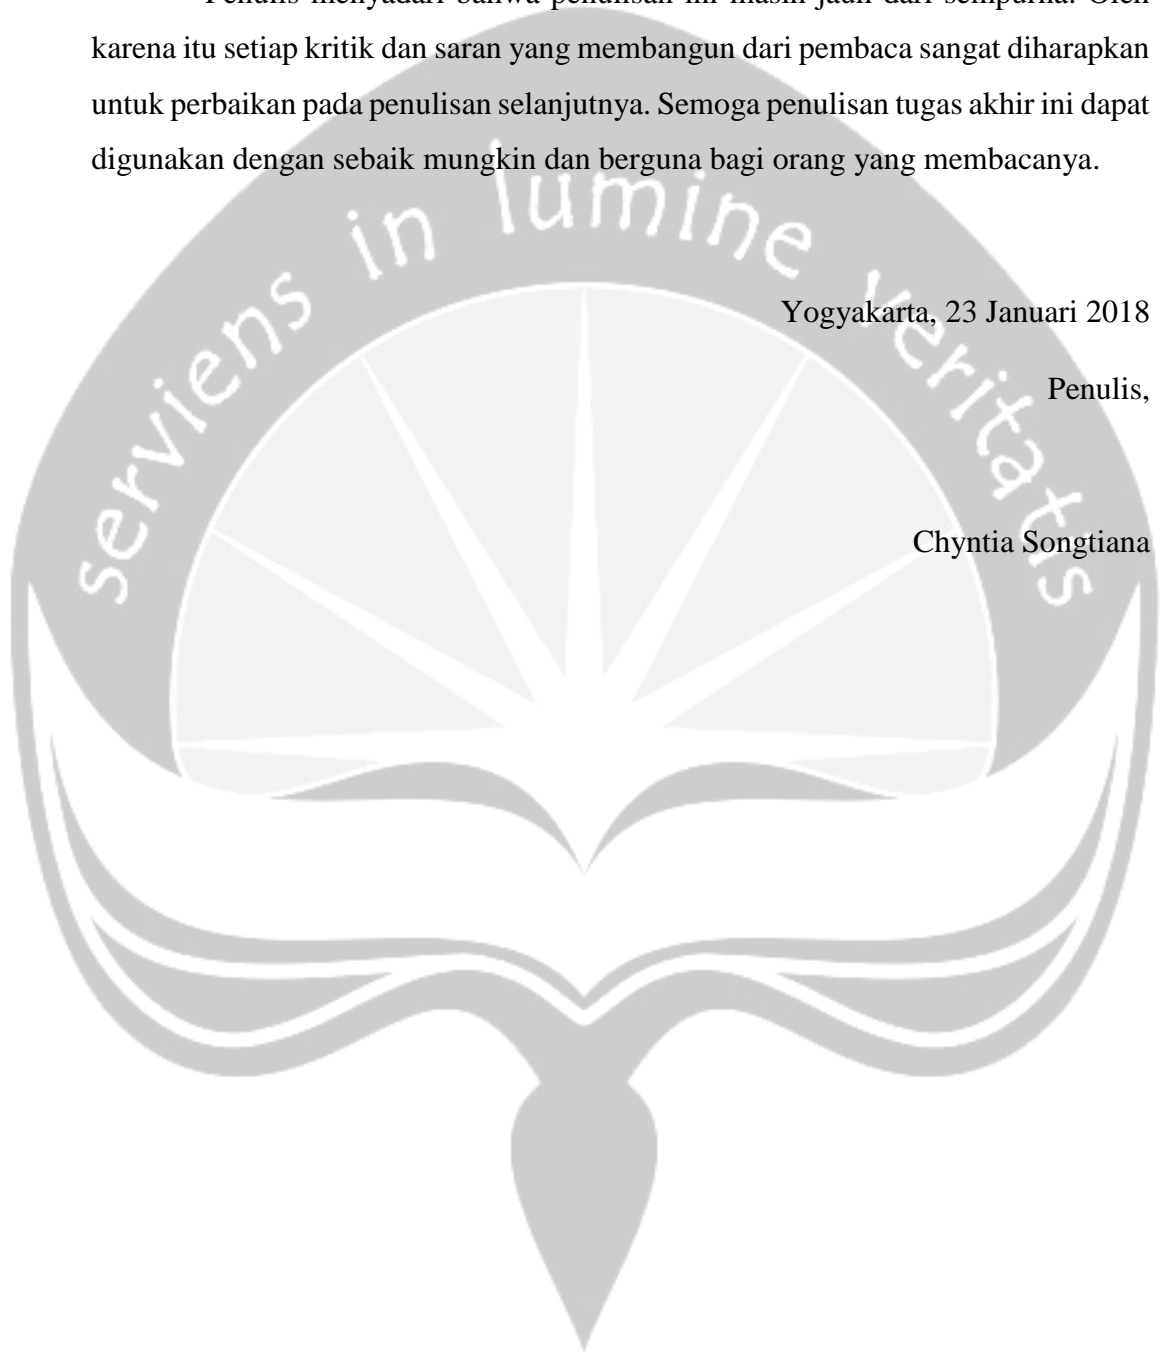 Penulis menyadari bahwa penulisan ini masih jauh dari sempurna. Oleh
karena itu setiap kritik dan saran yang membangun dari pembaca sangat diharapkan
untuk perbaikan pada penulisan selanjutnya. Semoga penulisan tugas akhir ini dapat
digunakan dengan sebaik mungkin dan berguna bagi orang yang membacanya.
serviens in lumine veritatis
Yogyakarta, 23 Januari 2018
Penulis,
Chyntia Songtiana